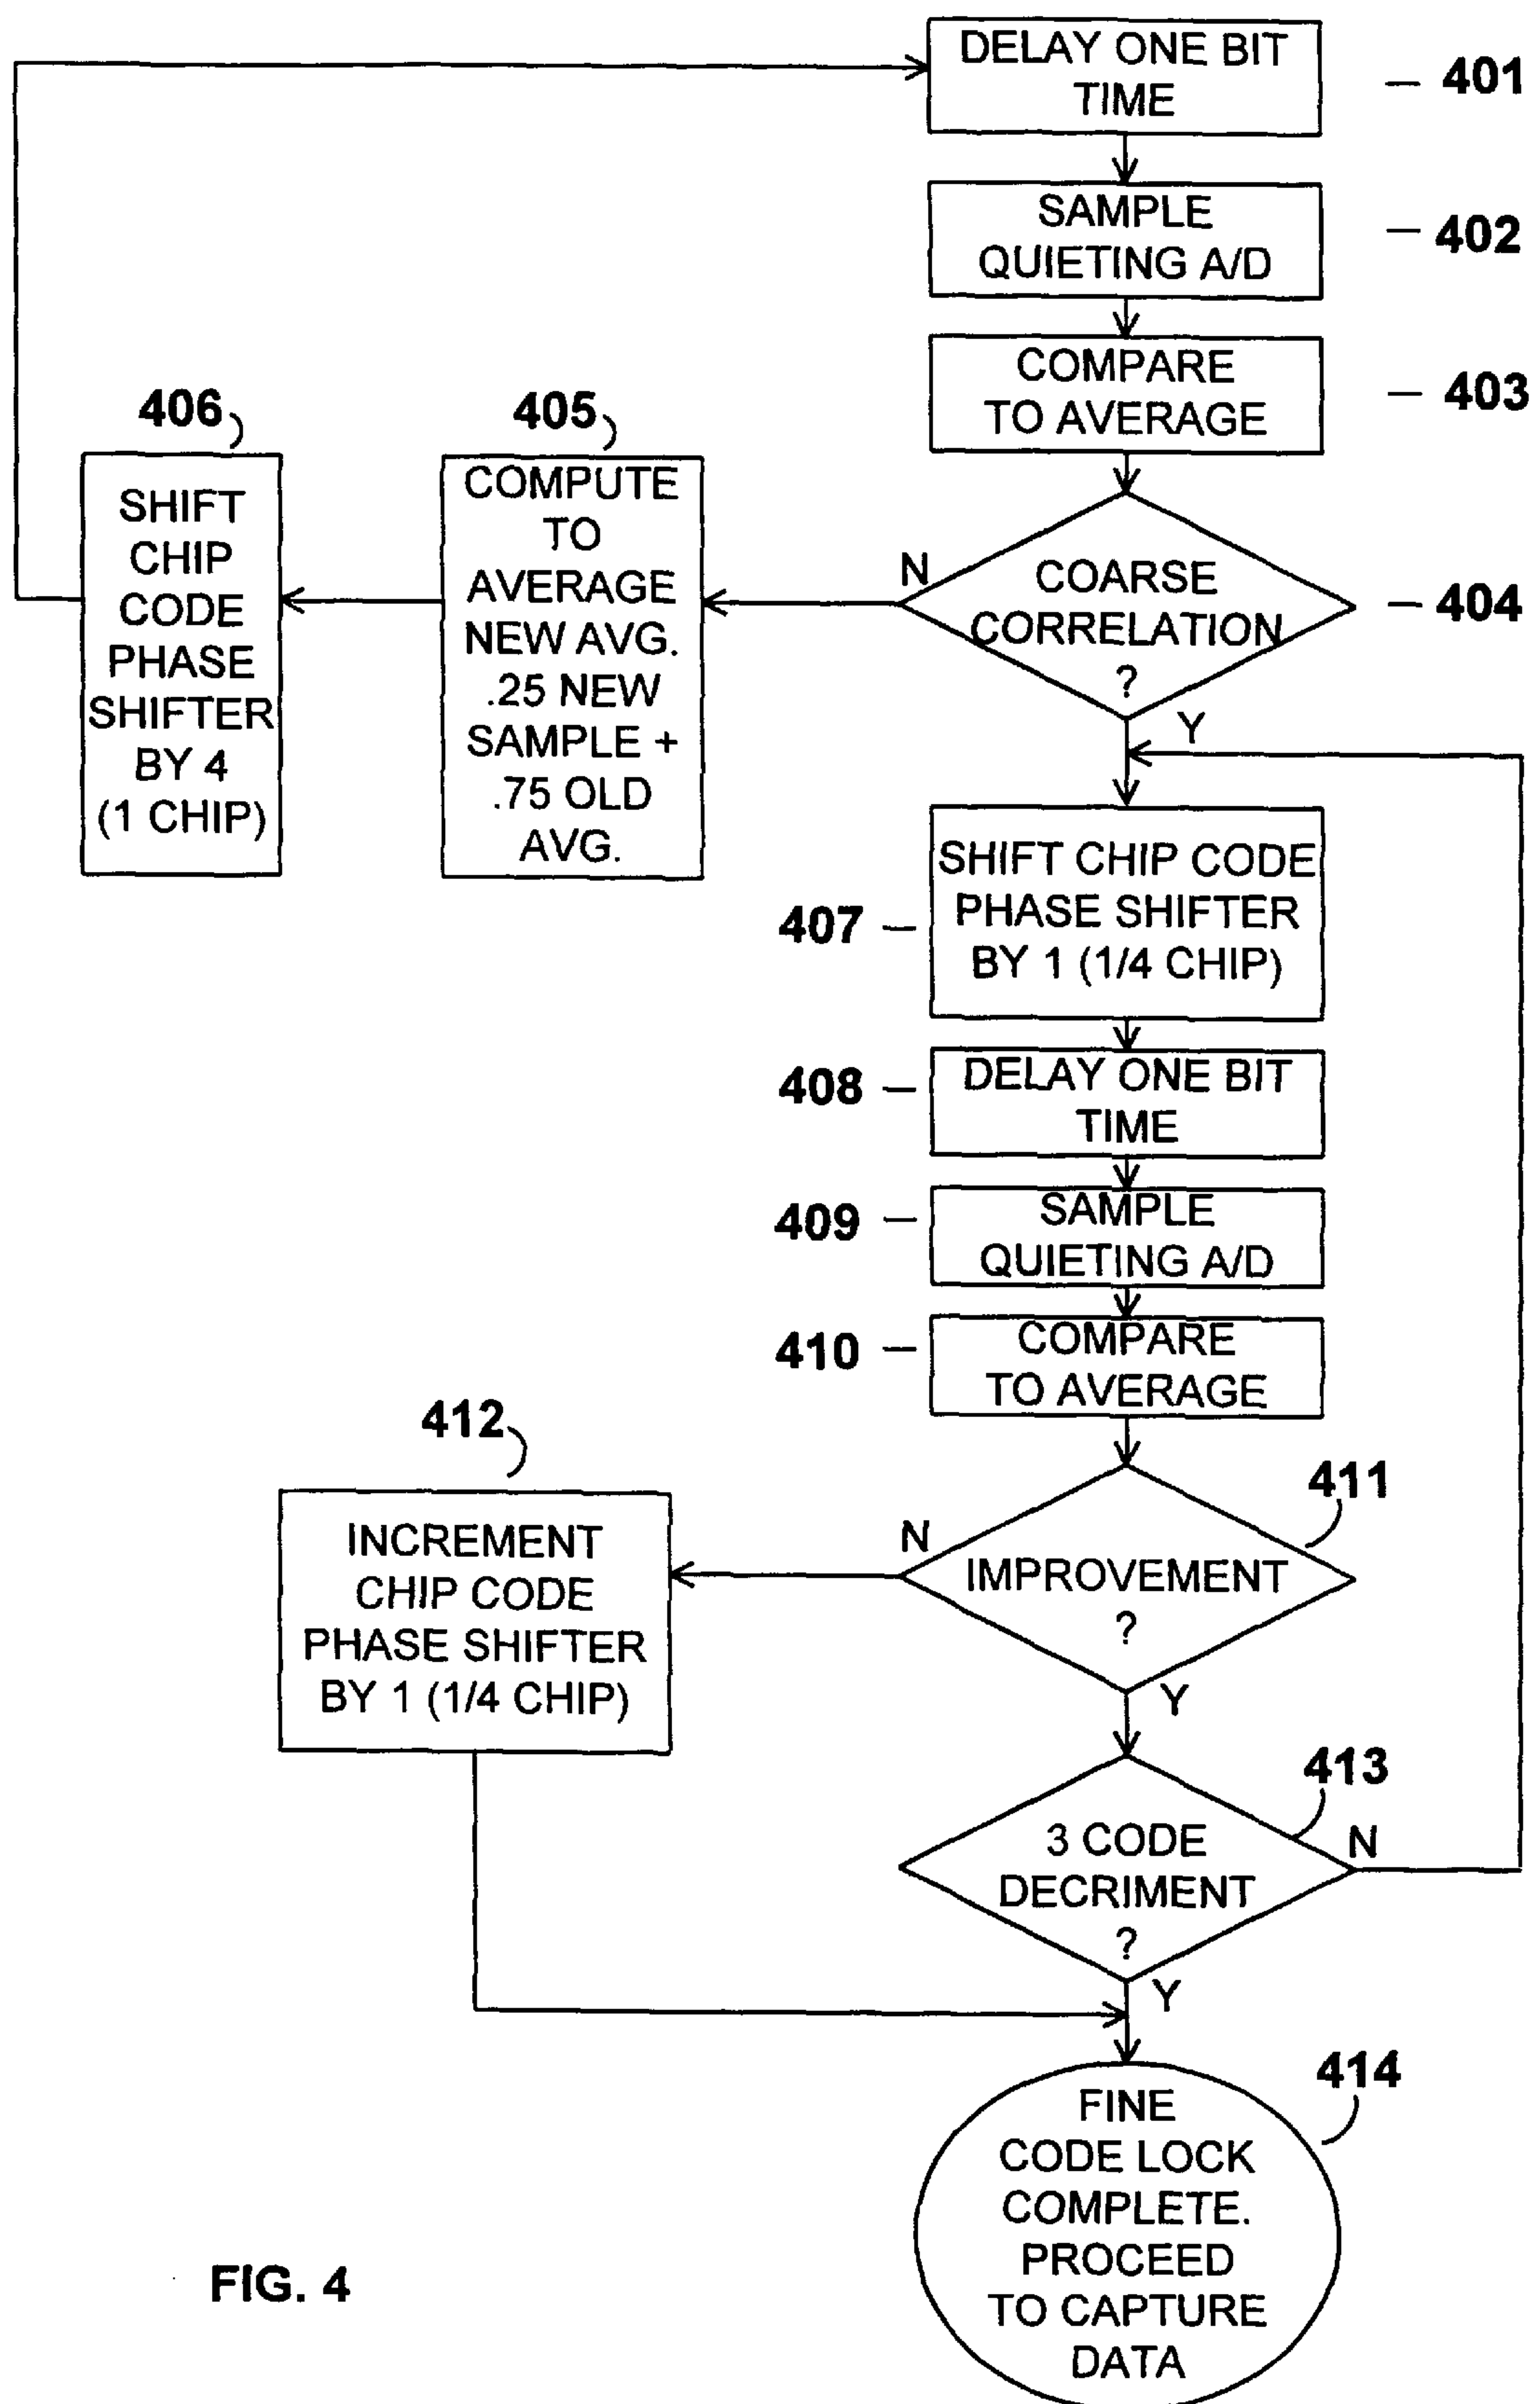 DELAY ONE BIT
TIME
401
SAMPLE
QUIETING A/D
402
COMPARE
TO AVERAGE
403
COARSE
CORRELATION
?
404
N
Y
405
COMPUTE
TO
AVERAGE
NEW AVG.
.25 NEW
SAMPLE +
.75 OLD
AVG.
406
SHIFT
CHIP
CODE
PHASE
SHIFTER
BY 4
(1 CHIP)
SHIFT CHIP CODE
PHASE SHIFTER
BY 1 (1/4 CHIP)
407
408
DELAY ONE BIT
TIME
409
SAMPLE
QUIETING A/D
410
COMPARE
TO AVERAGE
411
IMPROVEMENT
?
N
Y
412
INCREMENT
CHIP CODE
PHASE SHIFTER
BY 1 (1/4 CHIP)
413
3 CODE
DECRIMENT
?
N
Y
414
FINE
CODE LOCK
COMPLETE.
PROCEED
TO CAPTURE
DATA
FIG. 4